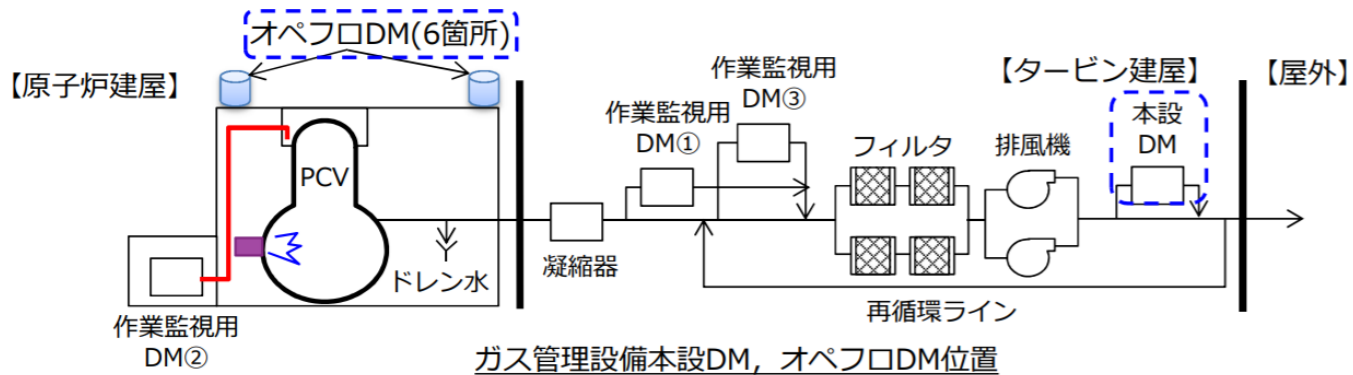 オペフロDM(6箇所)
【原子炉建屋】
作業監視用
DM③
【タービン建屋】
【屋外】
作業監視用
DM①
本設
DM
フィルタ
排風機
PCV
凝縮器
ドレン水
再循環ライン
作業監視用
DM②
ガス管理設備本設DM，オペフロDM位置